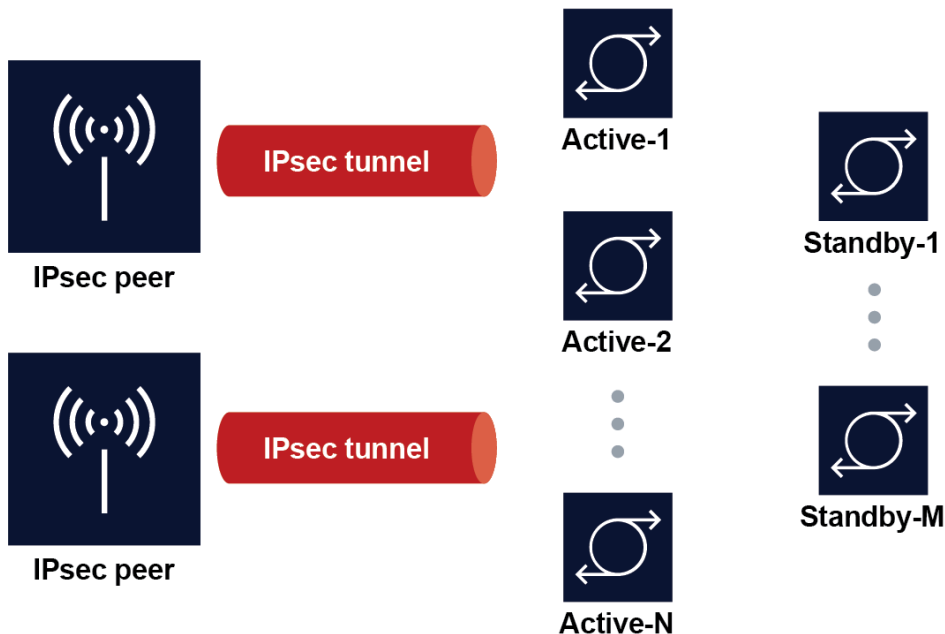 IPsec peer
IPsec tunnel
Active-1
Active-2
Standby-1
IPsec peer
IPsec tunnel
Active-N
Standby-M